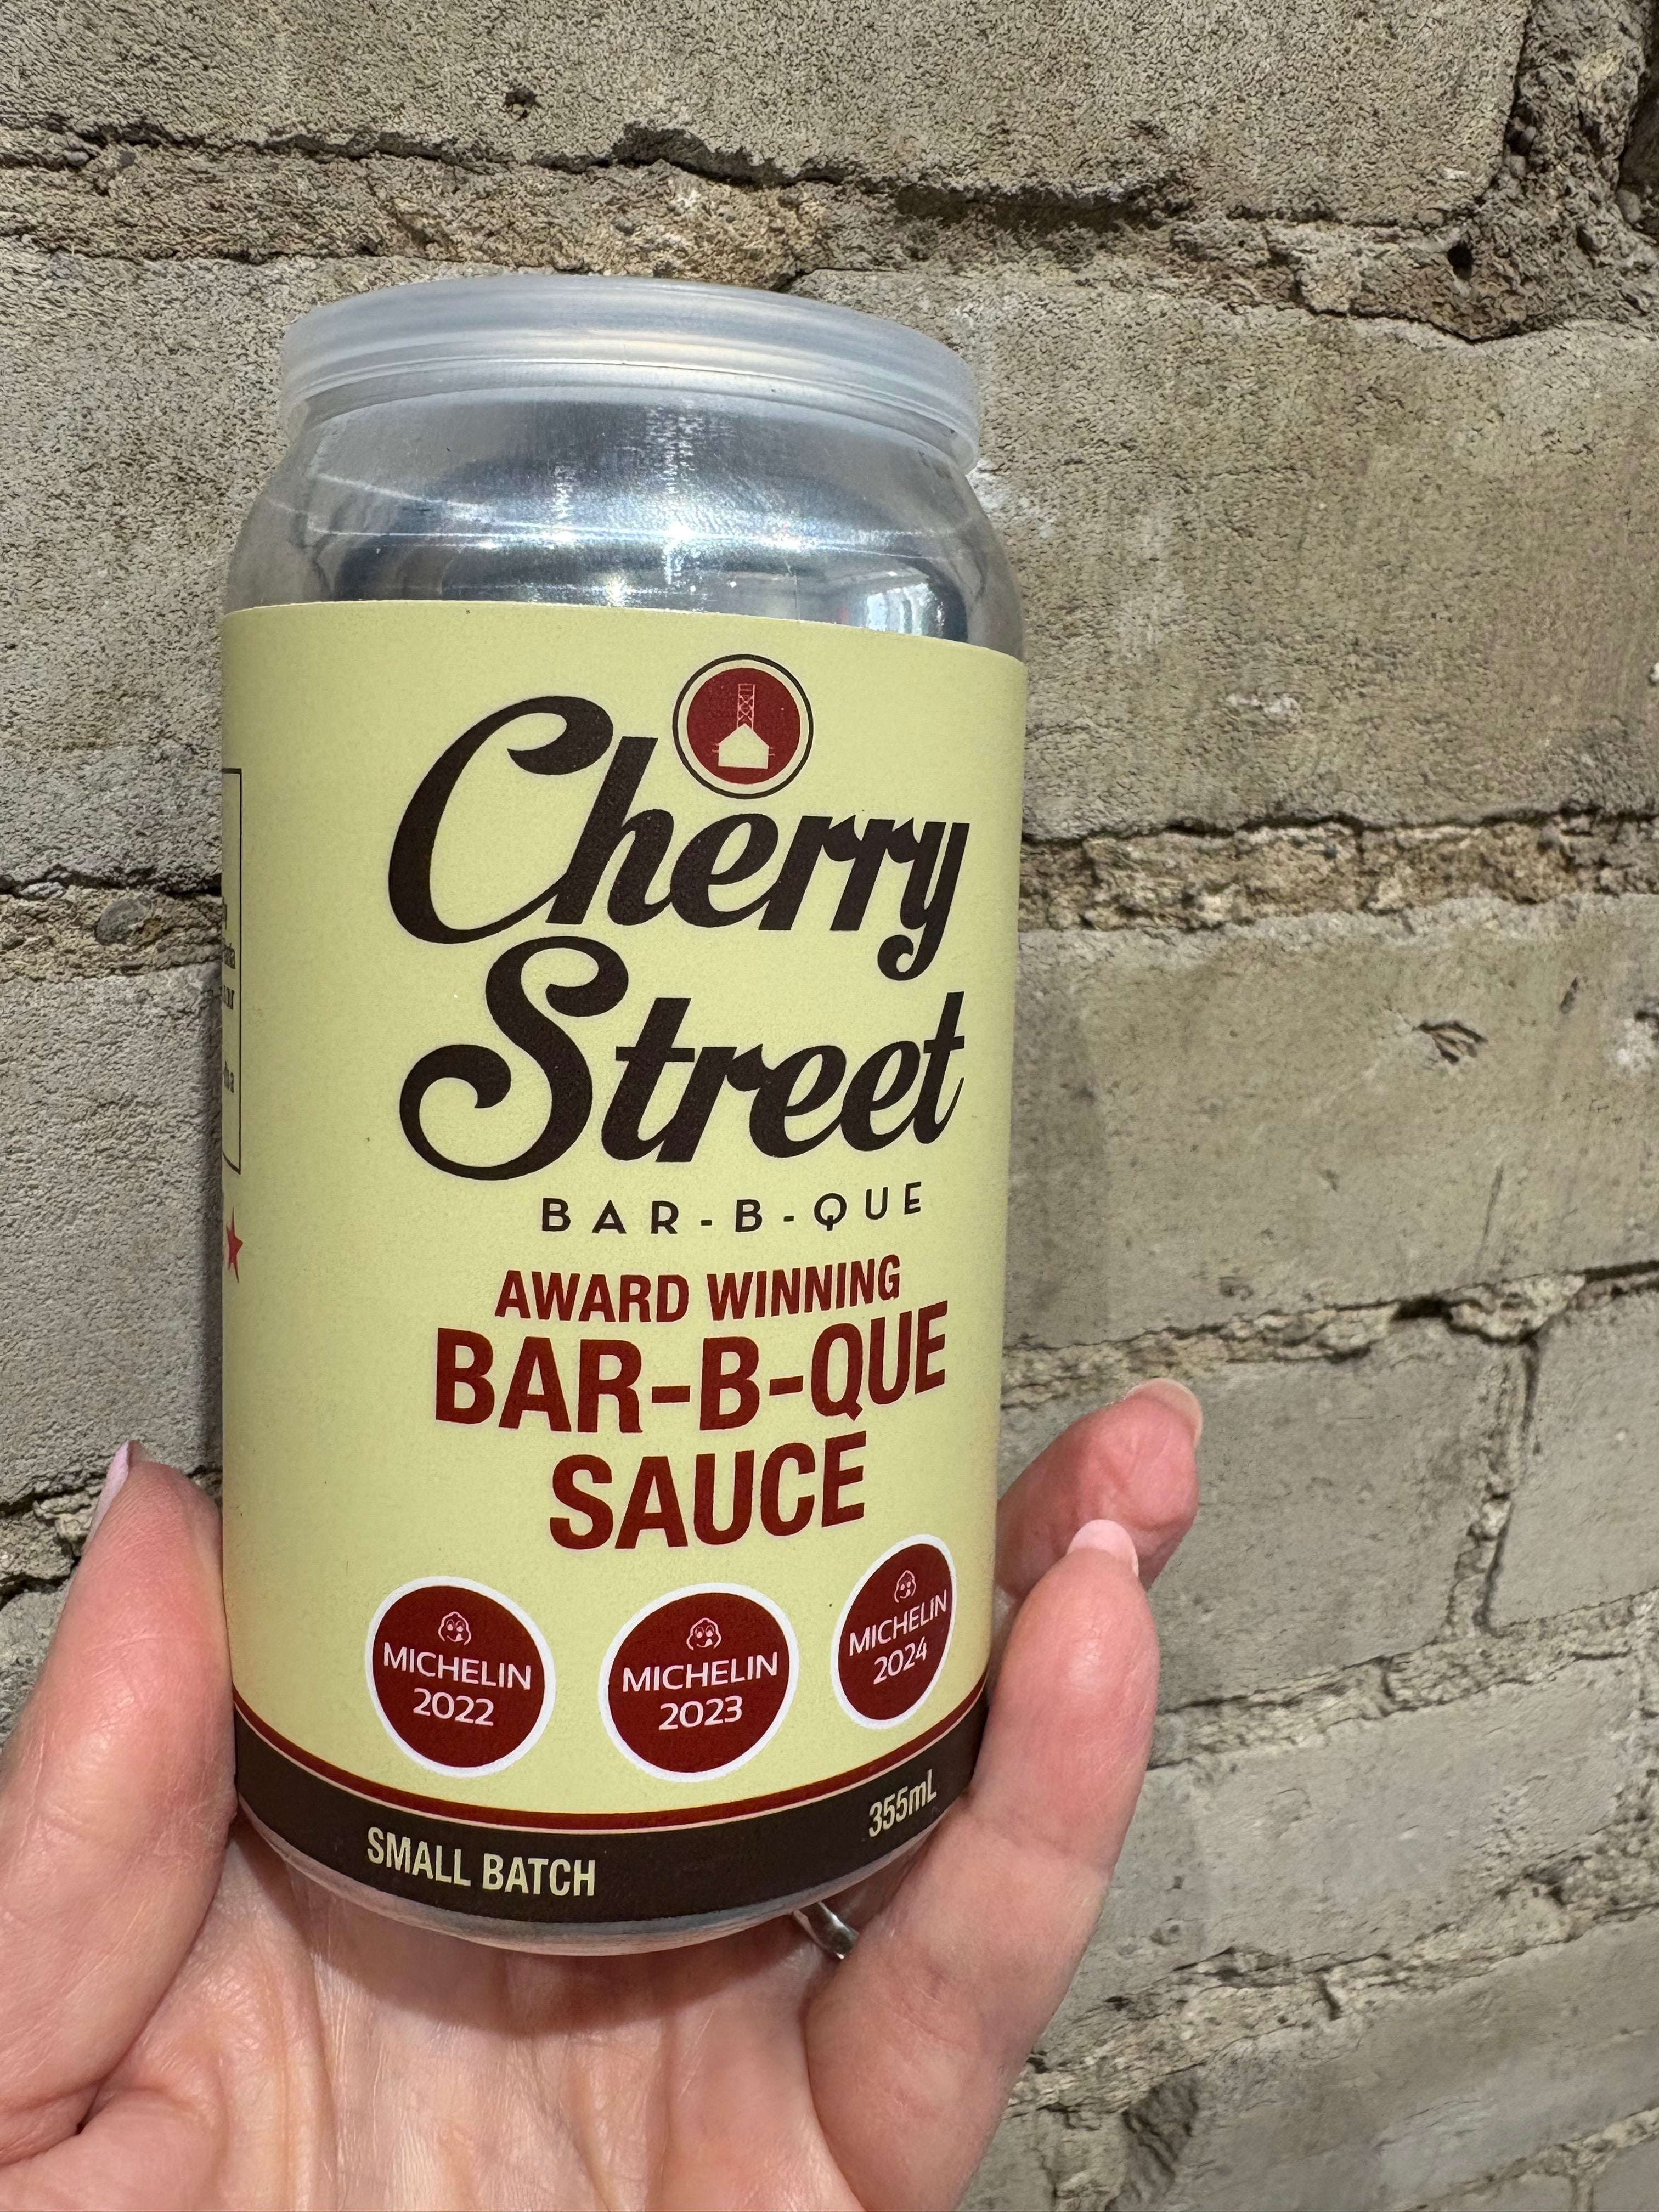 Cherry
Street
BAR-B-QUE
AWARD WINNING
BAR-B-QUE
SAUCE
MICHELIN
2022
MICHELIN
2023
MICHELIN
2024
SMALL BATCH
355mL